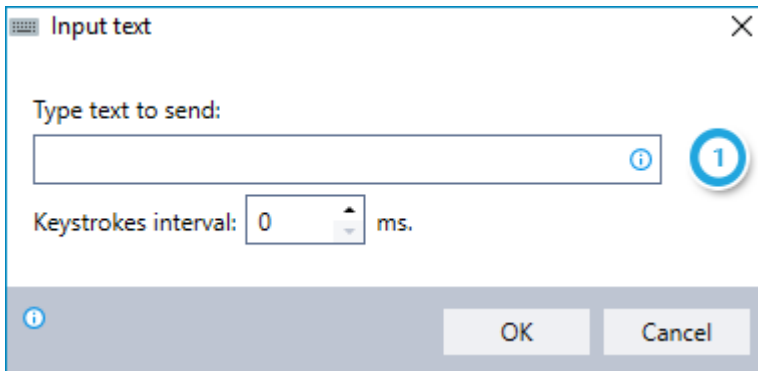 Input text
Type text to send:
1
Keystrokes interval: 0 ms.
OK Cancel